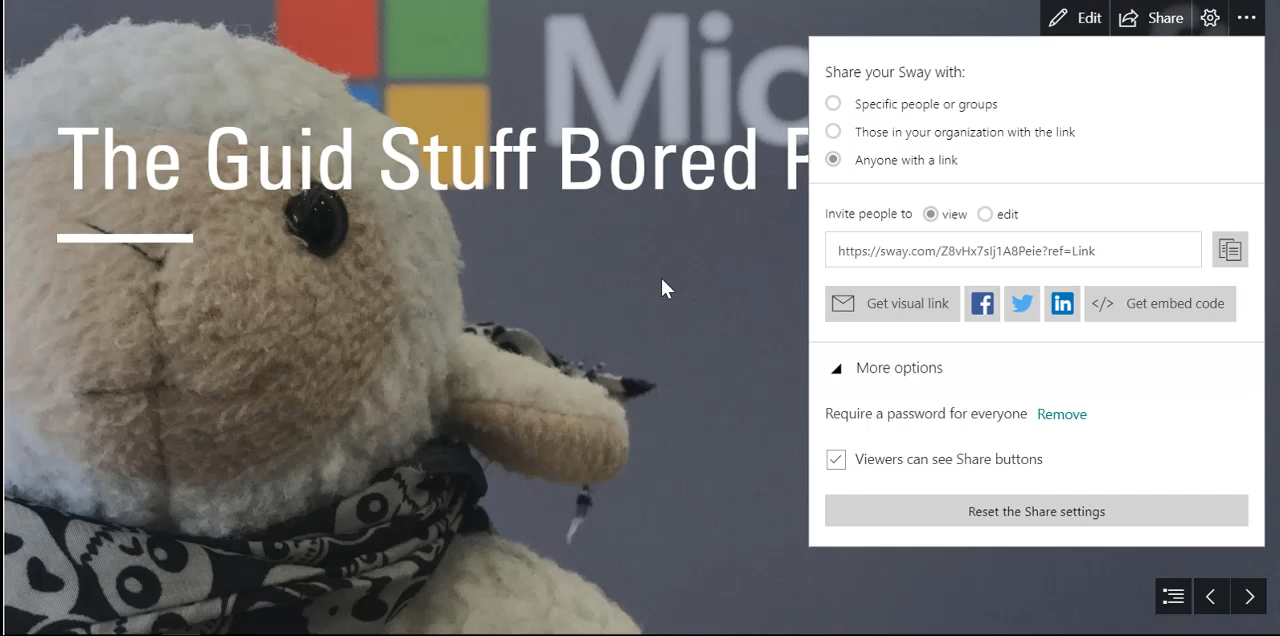 Edit
Share
Mic
The Guid Stuff Bored P
Share your Sway with:
Specific people or groups
Those in your organization with the link
Anyone with a link
Invite people to view edit
https://sway.com/Z8vHx7sIj1A8Peie?ref=Link
Get visual link
Get embed code
More options
Require a password for everyone Remove
Viewers can see Share buttons
Reset the Share settings